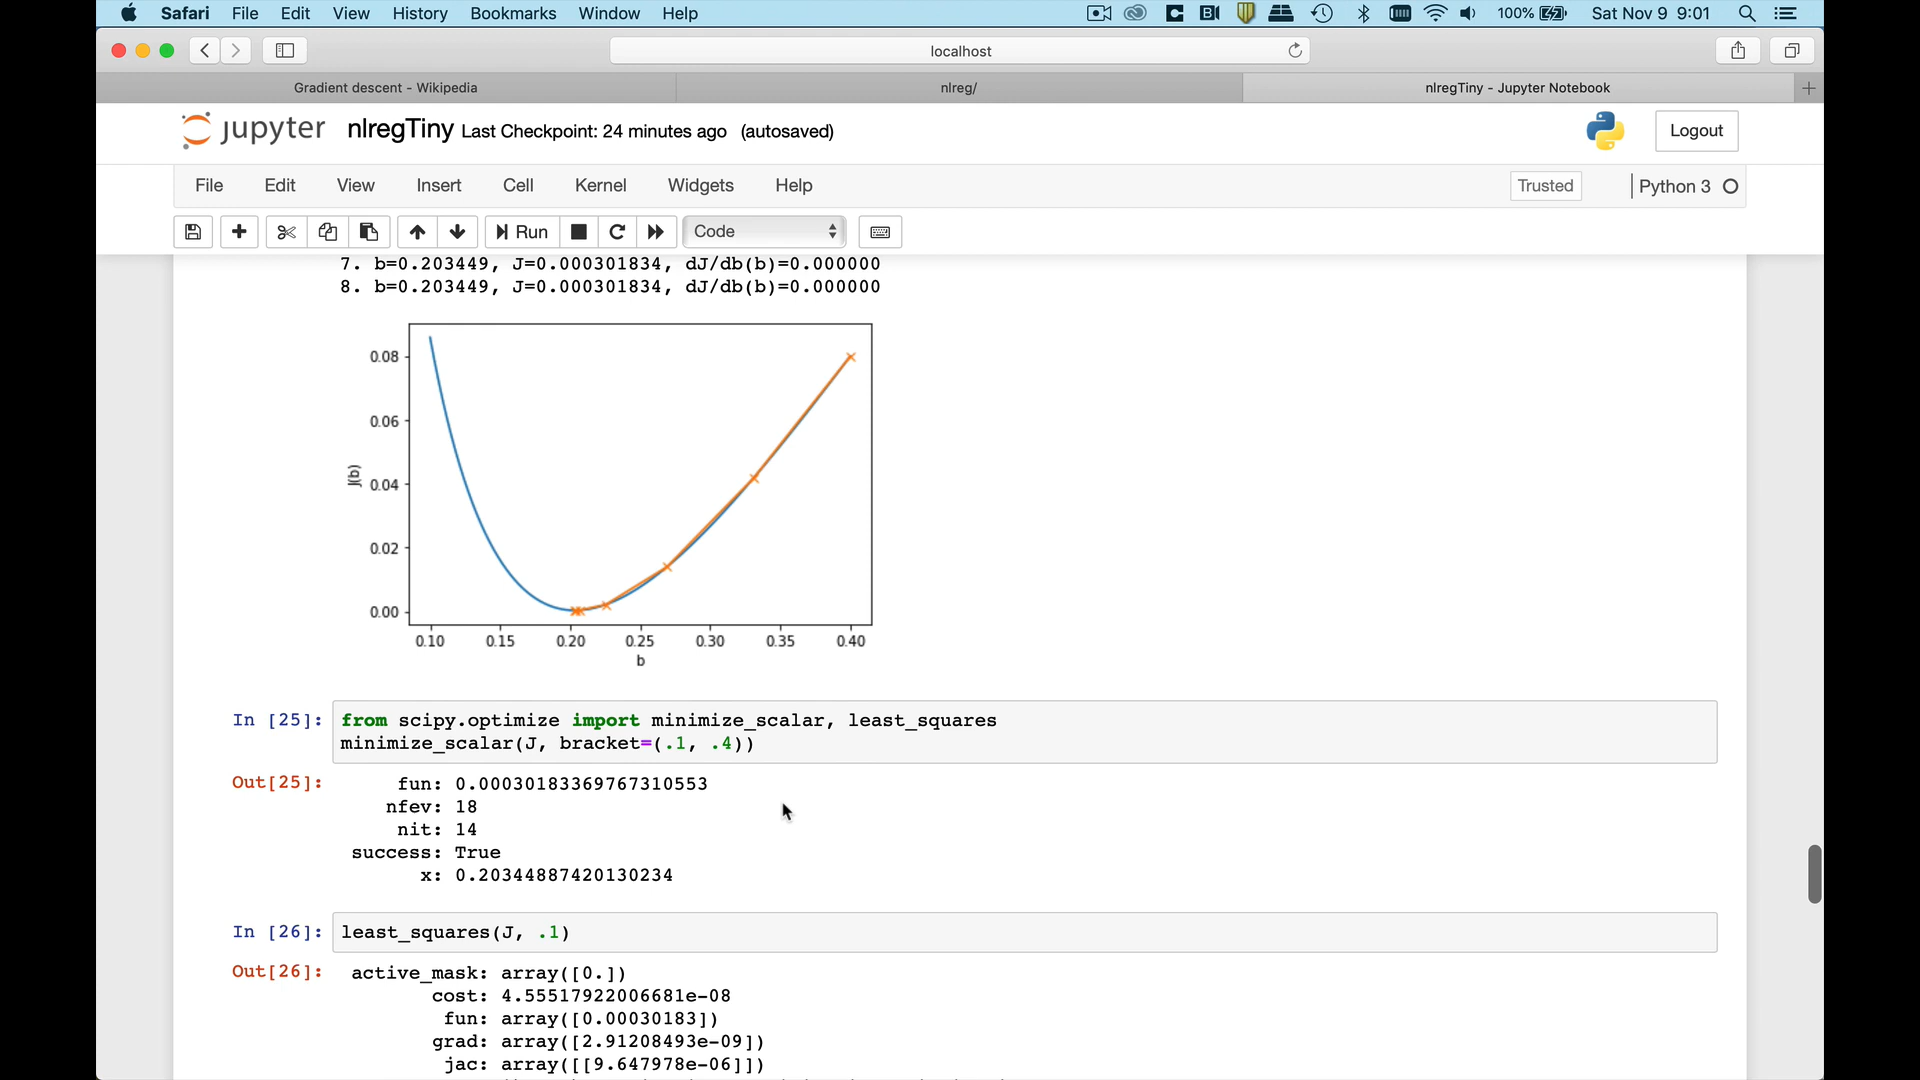 Safari File Edit View History Bookmarks Window Help 100% Sat Nov 9 9:01
localhost
Gradient descent - Wikipedia nlreg/ nlregTiny - Jupyter Notebook
jupyter nlregTiny Last Checkpoint: 24 minutes ago (autosaved) Logout
File Edit View Insert Cell Kernel Widgets Help Trusted Python 3
Run Code
7. b=0.203449, J=0.000301834, dJ/db(b)=0.000000
8. b=0.203449, J=0.000301834, dJ/db(b)=0.000000
0.08
0.06
J(b)
0.04
0.02
0.00
0.10 0.15 0.20 0.25 0.30 0.35 0.40
b
In [25]: from scipy.optimize import minimize_scalar, least_squares
minimize_scalar(J, bracket=(.1, .4))
Out[25]: fun: 0.00030183369767310553
nfev: 18
nit: 14
success: True
x: 0.20344887420130234
In [26]: least_squares(J, .1)
Out[26]: active_mask: array([0.])
cost: 4.55517922006681e-08
fun: array([0.00030183])
grad: array([2.91208493e-09])
jac: array([[9.647978e-06]])